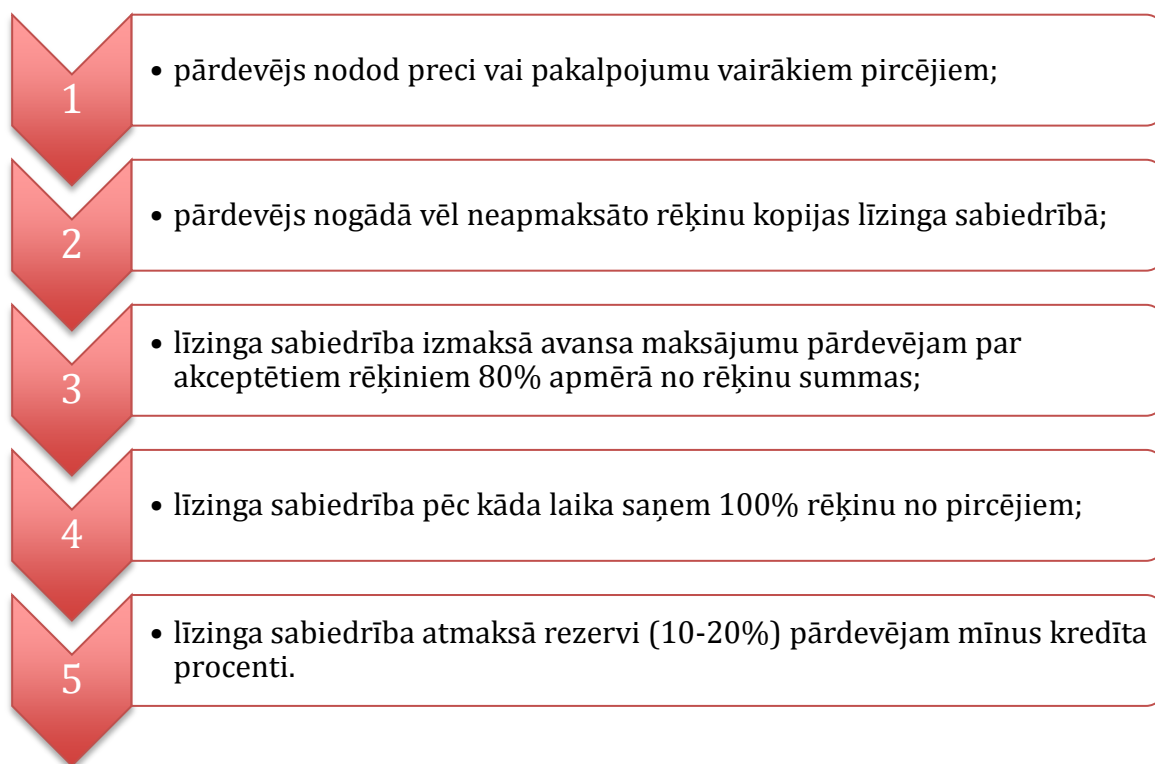 1
• pārdevējs nodod preci vai pakalpojumu vairākiem pircējiem;
2
• pārdevējs nogādā vēl neapmaksāto rēķinu kopijas līzinga sabiedrībā;
3
• līzinga sabiedrība izmaksā avansa maksājumu pārdevējam par
akceptētiem rēķiniem 80% apmērā no rēķinu summas;
4
• līzinga sabiedrība pēc kāda laika saņem 100% rēķinu no pircējiem;
5
• līzinga sabiedrība atmaksā rezervi (10-20%) pārdevējam mīnus kredīta
procenti.